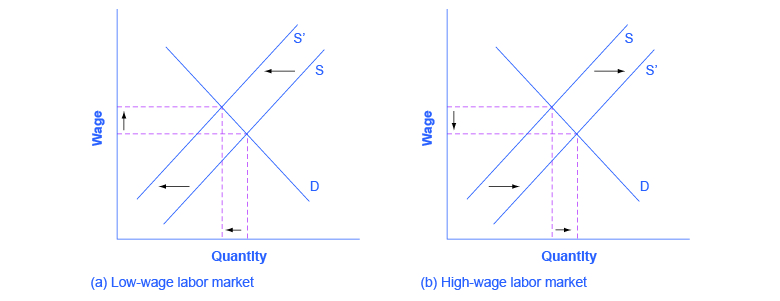 S'
S
Wage
D
Quantity
(a) Low-wage labor market
S
S'
Wage
D
Quantity
(b) High-wage labor market